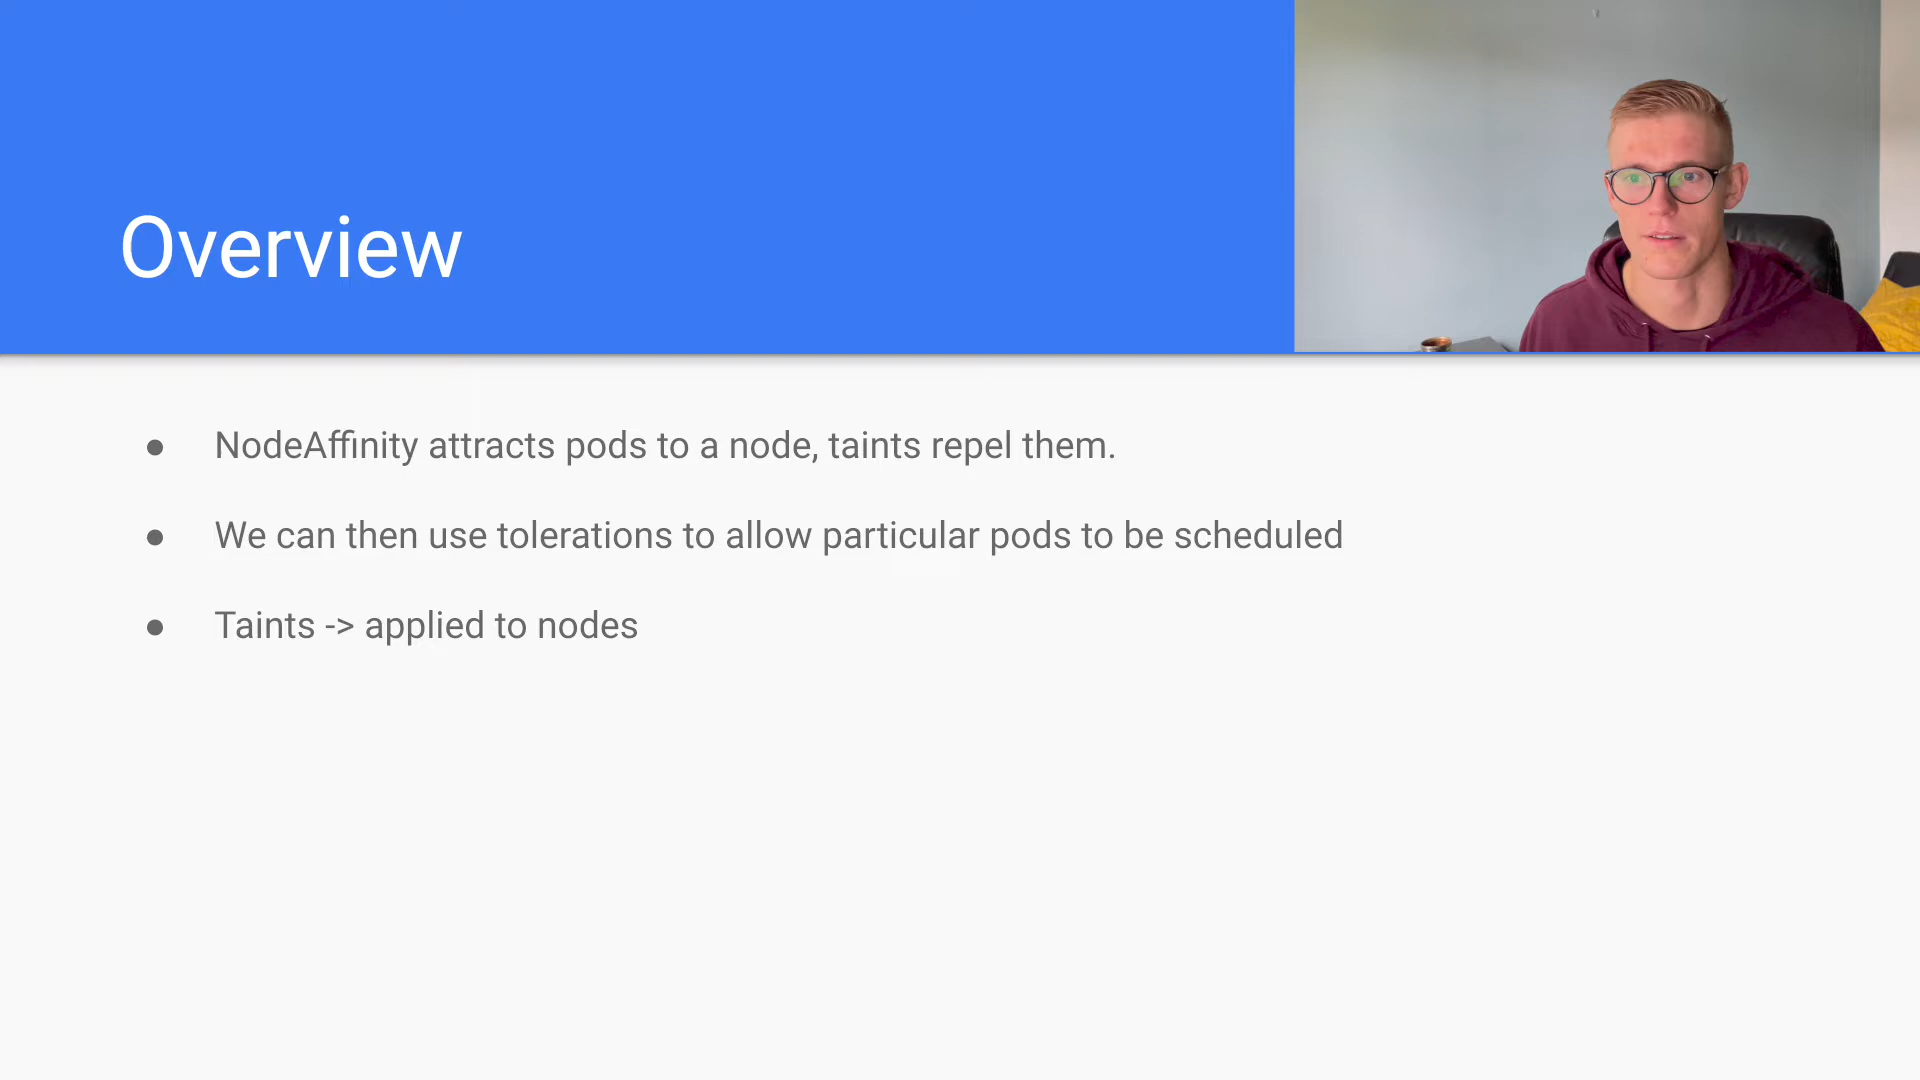 Overview
● NodeAffinity attracts pods to a node, taints repel them.
● We can then use tolerations to allow particular pods to be scheduled
● Taints -> applied to nodes